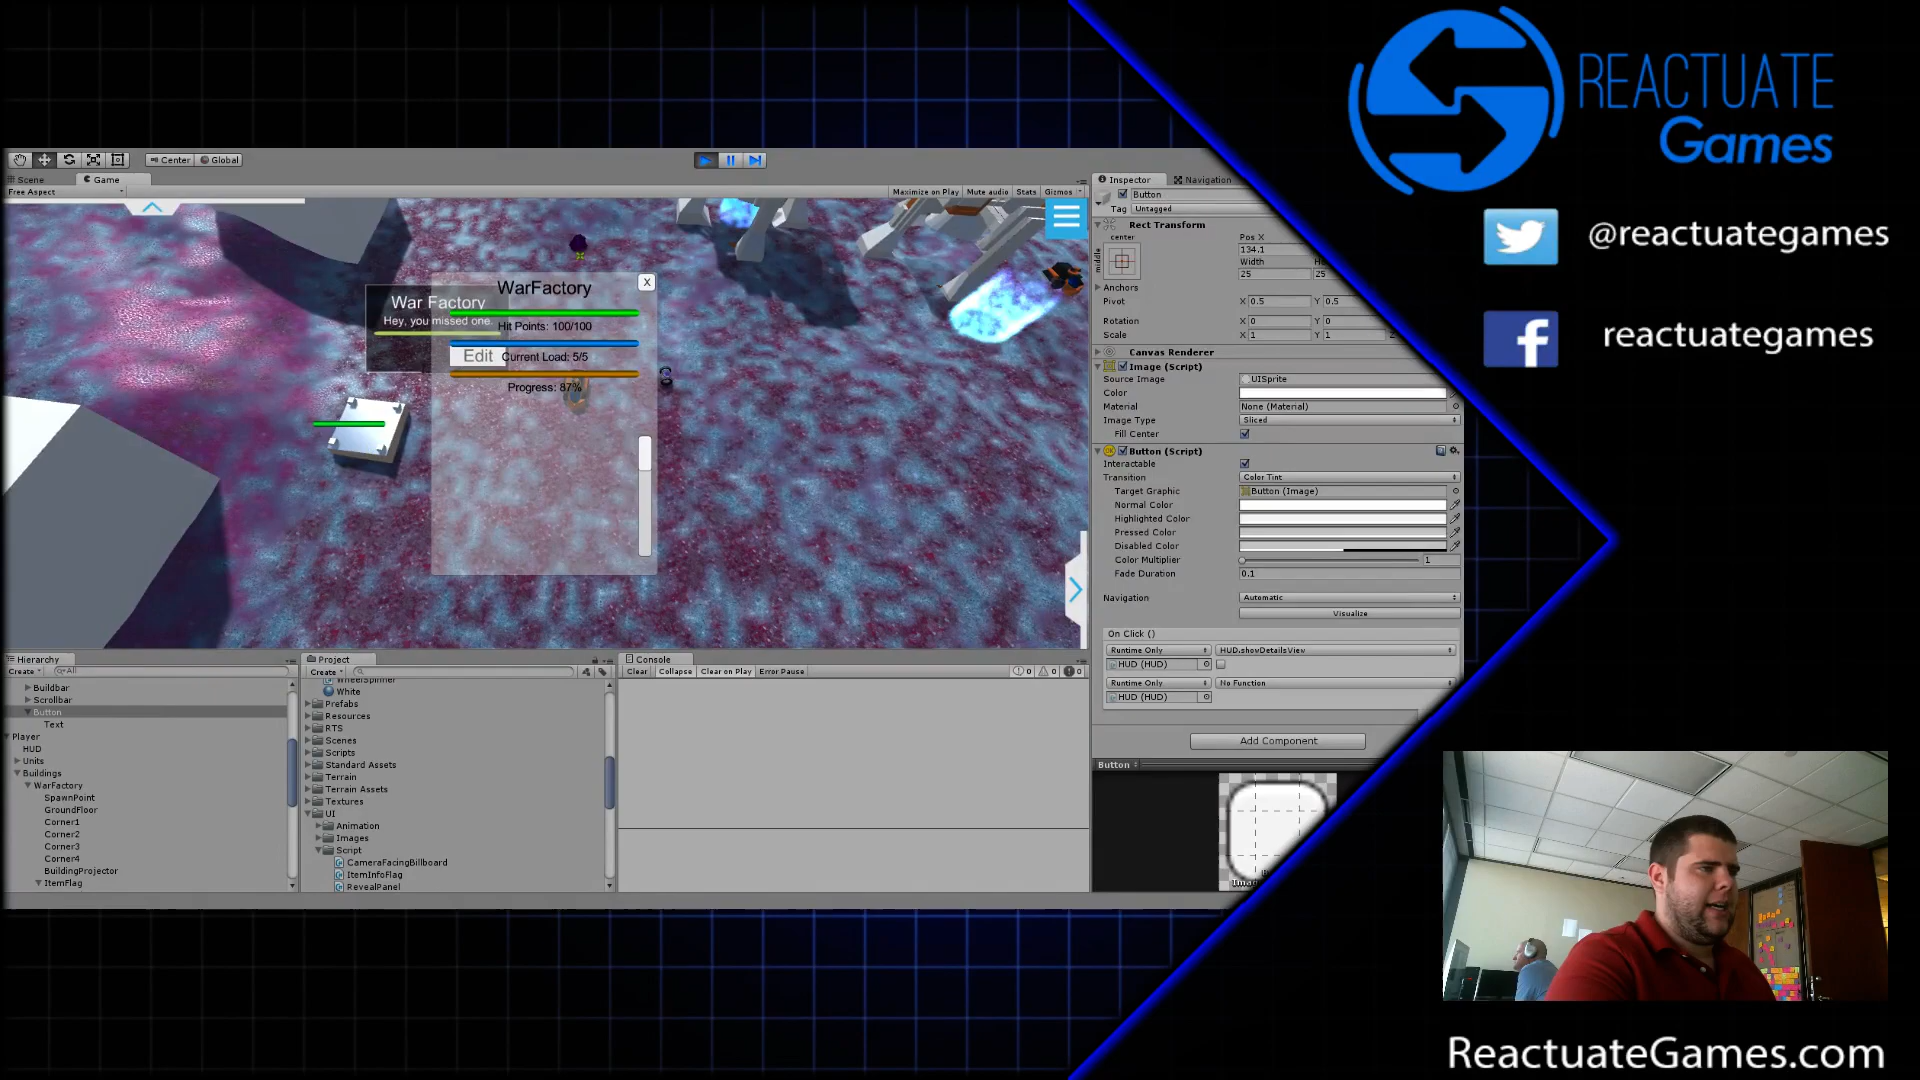 REACTUATE
Games
@reactuategames
reactuategames
Center
Global
Scene
Game
Free Aspect
Maximize on Play
Mute audio
Stats
Gizmos
WarFactory
X
War Factory
Hey, you missed one.
Hit Points: 100/100
Edit
Current Load: 5/5
Progress: 87%
Inspector
Navigation
Button
Tag
Untagged
Rect Transform
center
middle
Pos X
134.1
Width
25
25
Anchors
Pivot
X 0.5
Y 0.5
Rotation
X 0
Y 0
Scale
X 1
Y 1
Canvas Renderer
Image (Script)
Source Image
UISprite
Color
Material
None (Material)
Image Type
Sliced
Fill Center
Button (Script)
Interactable
Transition
Color Tint
Target Graphic
Button (Image)
Normal Color
Highlighted Color
Pressed Color
Disabled Color
Color Multiplier
1
Fade Duration
0.1
Navigation
Automatic
Visualize
On Click ()
Runtime Only
HUD.showDetailsView
HUD (HUD)
Runtime Only
No Function
HUD (HUD)
Add Component
Button
Hierarchy
Create
All
Buildbar
Scrollbar
Button
Text
Player
HUD
Units
Buildings
WarFactory
SpawnPoint
GroundFloor
Corner1
Corner2
Corner3
Corner4
BuildingProjector
ItemFlag
Project
Create
WheelSpinner
White
Prefabs
Resources
RTS
Scenes
Scripts
Standard Assets
Terrain
Terrain Assets
Textures
UI
Animation
Images
Script
CameraFacingBillboard
ItemInfoFlag
RevealPanel
Console
Clear
Collapse
Clear on Play
Error Pause
0
0
0
ReactuateGames.com